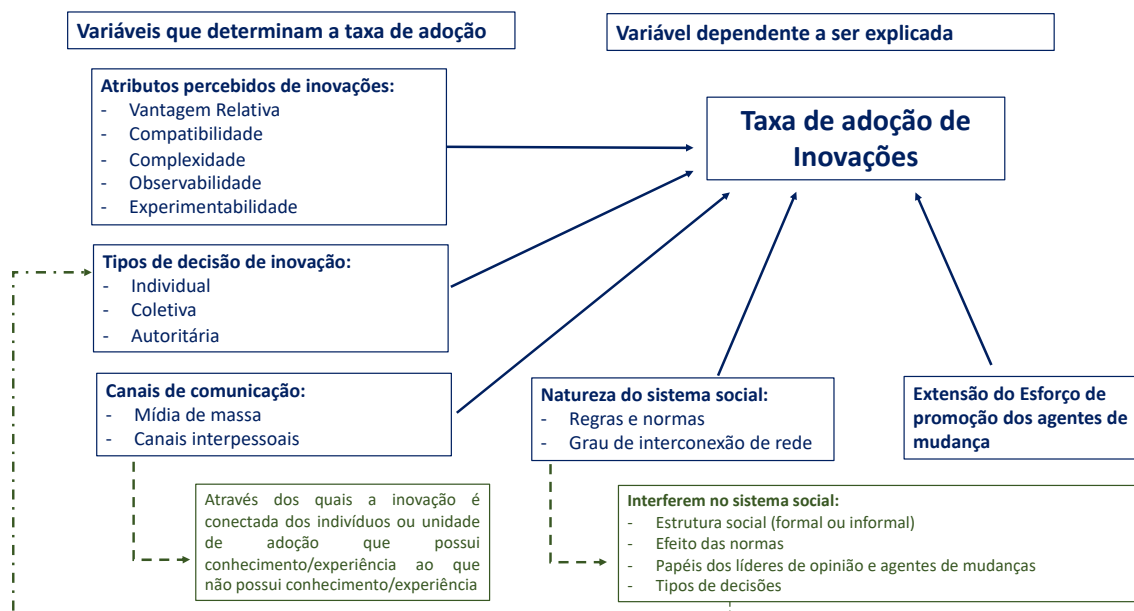 Variáveis que determinam a taxa de adoção
Variável dependente a ser explicada
Atributos percebidos de inovações:
- Vantagem Relativa
- Compatibilidade
- Complexidade
- Observabilidade
- Experimentabilidade
Taxa de adoção de
Inovações
Tipos de decisão de inovação:
- Individual
- Coletiva
- Autoritária
Canais de comunicação:
- Mídia de massa
- Canais interpessoais
Natureza do sistema social:
- Regras e normas
- Grau de interconexão de rede
Extensão do Esforço de
promoção dos agentes de
mudança
Através dos quais a inovação é
conectada dos indivíduos ou unidade
de adoção que possui
conhecimento/experiência ao que
não possui conhecimento/experiência
Interferem no sistema social:
- Estrutura social (formal ou informal)
- Efeito das normas
- Papéis dos líderes de opinião e agentes de mudanças
- Tipos de decisões